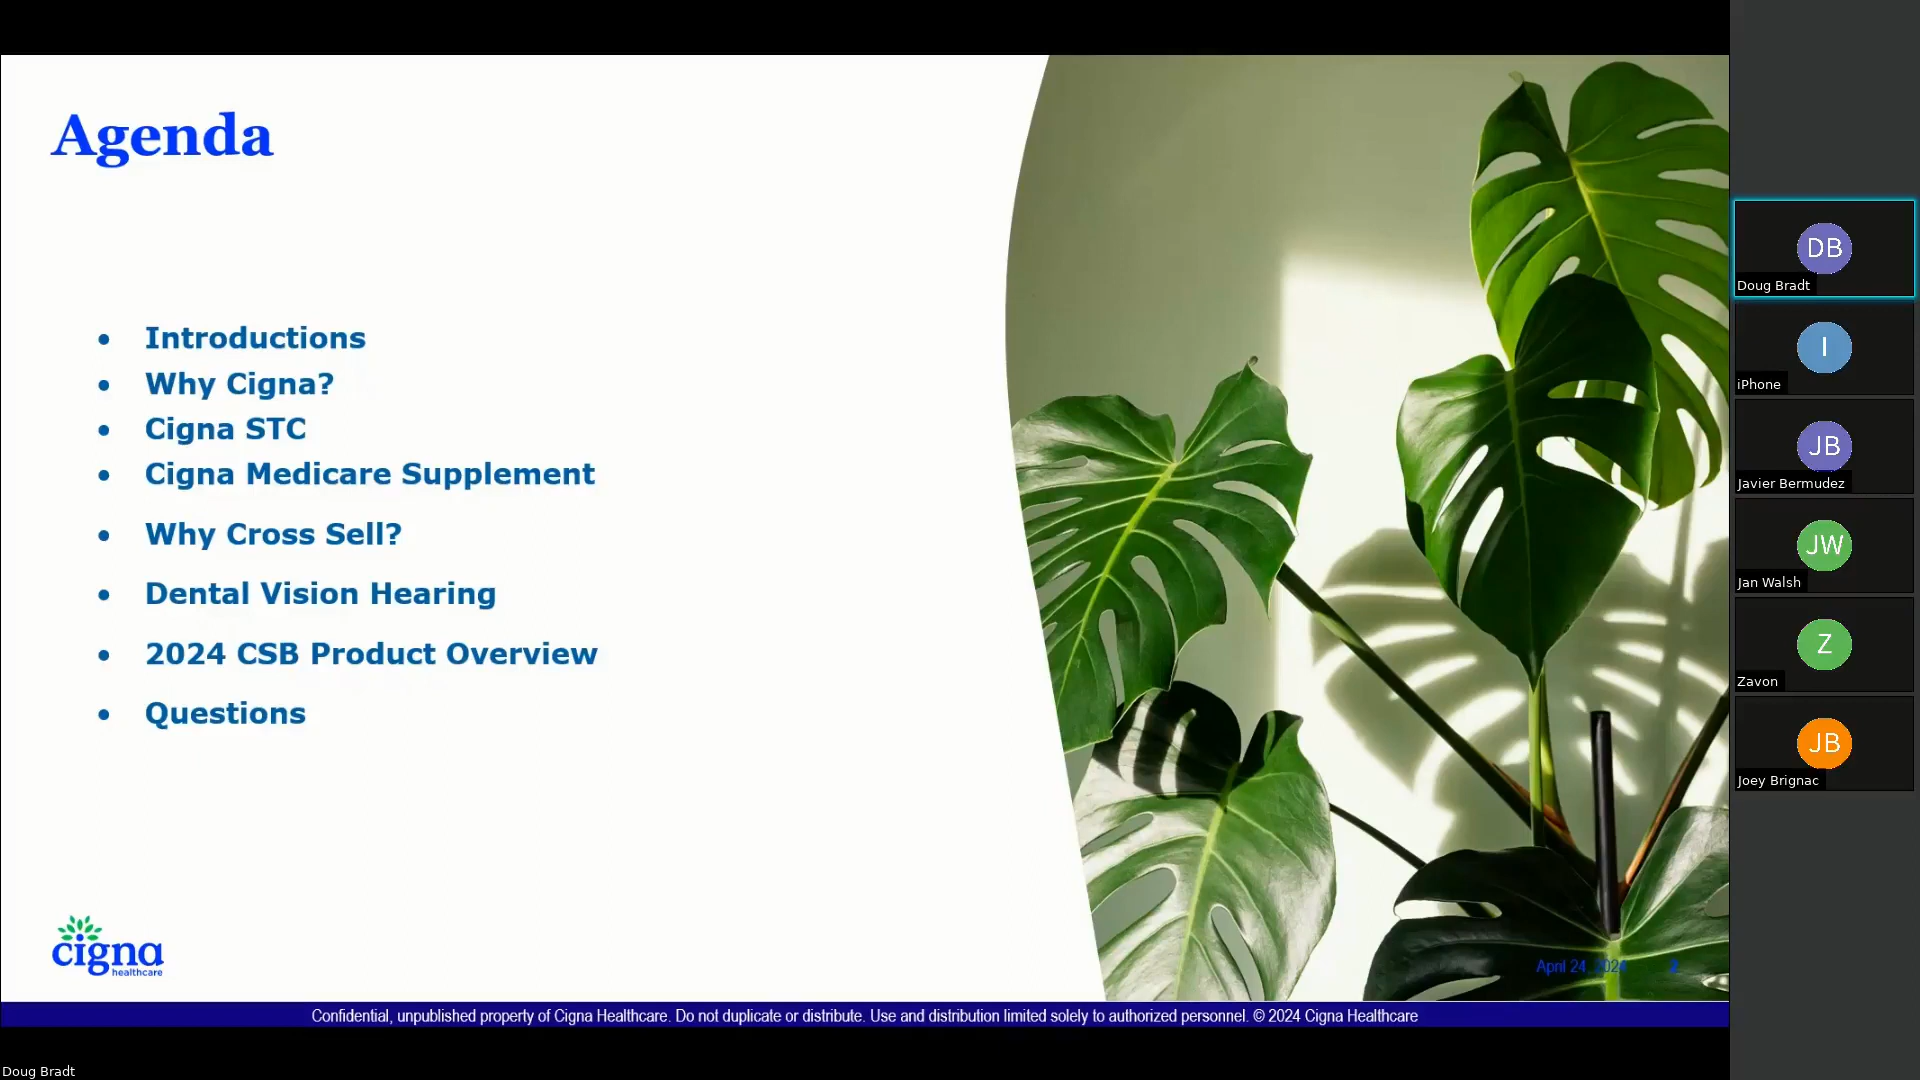 Agenda
• Introductions
• Why Cigna?
• Cigna STC
• Cigna Medicare Supplement
• Why Cross Sell?
• Dental Vision Hearing
• 2024 CSB Product Overview
• Questions
cigna
healthcare
April 24, 2024 2
Confidential, unpublished property of Cigna Healthcare. Do not duplicate or distribute. Use and distribution limited solely to authorized personnel. © 2024 Cigna Healthcare
Doug Bradt
DB
Doug Bradt
I
iPhone
JB
Javier Bermudez
JW
Jan Walsh
Z
Zavon
JB
Joey Brignac